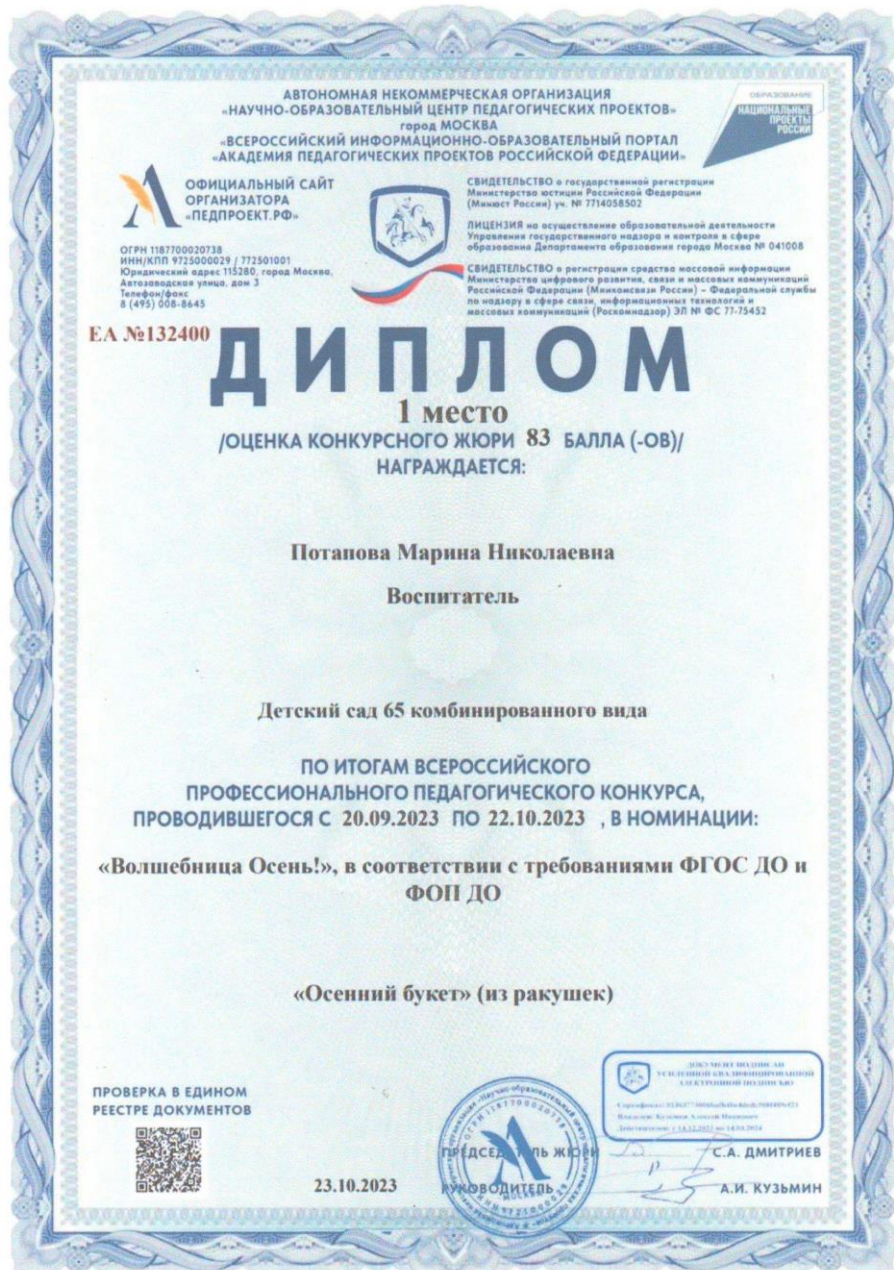 АВТОНОМНАЯ НЕКОММЕРЧЕСКАЯ ОРГАНИЗАЦИЯ
«НАУЧНО-ОБРАЗОВАТЕЛЬНЫЙ ЦЕНТР ПЕДАГОГИЧЕСКИХ ПРОЕКТОВ»
город МОСКВА
«ВСЕРОССИЙСКИЙ ИНФОРМАЦИОННО-ОБРАЗОВАТЕЛЬНЫЙ ПОРТАЛ
«АКАДЕМИЯ ПЕДАГОГИЧЕСКИХ ПРОЕКТОВ РОССИЙСКОЙ ФЕДЕРАЦИИ»
ОБРАЗОВАНИЕ
НАЦИОНАЛЬНЫЕ
ПРОЕКТЫ
РОССИИ
ОФИЦИАЛЬНЫЙ САЙТ
ОРГАНИЗАТОРА
«ПЕДПРОЕКТ.РФ»
ОГРН 1187700020738
ИНН/КПП 9725000029 / 772501001
Юридический адрес 115280, город Москва,
Автозаводская улица, дом 3
Телефон/факс
8 (495) 008-8645
СВИДЕТЕЛЬСТВО о государственной регистрации
Министерство юстиции Российской Федерации
(Минюст России) уч. № 7714058502
ЛИЦЕНЗИЯ на осуществление образовательной деятельности
Управления государственного надзора и контроля в сфере
образования Департамента образования города Москва № 041008
СВИДЕТЕЛЬСТВО о регистрации средства массовой информации
Министерства цифрового развития, связи и массовых коммуникаций
Российской Федерации (Минкомсвязи России) – Федеральной службы
по надзору в сфере связи, информационных технологий и
массовых коммуникаций (Роскомнадзор) ЭЛ № ФС 77-75452
ЕА №132400
ДИПЛОМ
1 место
/ОЦЕНКА КОНКУРСНОГО ЖЮРИ 83 БАЛЛА (-ОВ)/
НАГРАЖДАЕТСЯ:
Потапова Марина Николаевна
Воспитатель
Детский сад 65 комбинированного вида
ПО ИТОГАМ ВСЕРОССИЙСКОГО
ПРОФЕССИОНАЛЬНОГО ПЕДАГОГИЧЕСКОГО КОНКУРСА,
ПРОВОДИВШЕГОСЯ С 20.09.2023 ПО 22.10.2023 , В НОМИНАЦИИ:
«Волшебница Осень!», в соответствии с требованиями ФГОС ДО и
ФОП ДО
«Осенний букет» (из ракушек)
ПРОВЕРКА В ЕДИНОМ
РЕЕСТРЕ ДОКУМЕНТОВ
23.10.2023
ДОКУМЕНТ ПОДПИСАН
УСИЛЕННОЙ КВАЛИФИЦИРОВАННОЙ
ЭЛЕКТРОННОЙ ПОДПИСЬЮ
ПРЕДСЕДАТЕЛЬ ЖЮРИ
С.А. ДМИТРИЕВ
РУКОВОДИТЕЛЬ
А.И. КУЗЬМИН